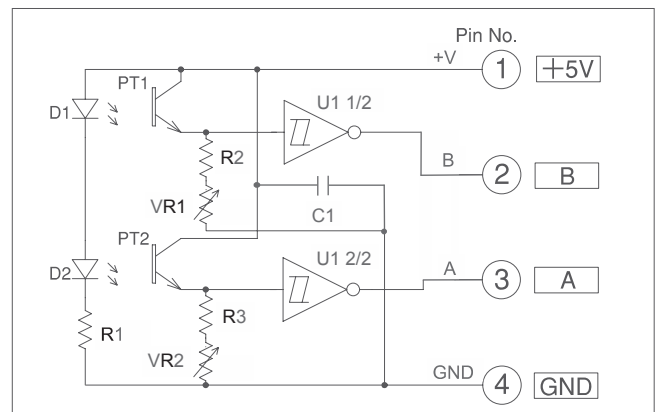 Pin No.
+V
1
+5V
PT1
D1
U1 1/2
R2
B
2
B
VR1
C1
PT2
U1 2/2
A
3
A
D2
R3
R1
VR2
GND
4
GND